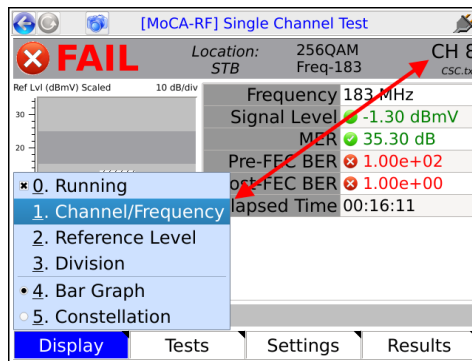 [MoCA-RF] Single Channel Test
FAIL
Location: STB
256QAM
Freq-183
CH 8
CSC.tx
Ref Lvl (dBmV) Scaled 10 dB/div
30
20
Frequency 183 MHz
Signal Level -1.30 dBmV
MER 35.30 dB
Pre-FEC BER 1.00e+02
ost-FEC BER 1.00e+00
lapsed Time 00:16:11
0. Running
1. Channel/Frequency
2. Reference Level
3. Division
4. Bar Graph
5. Constellation
Display Tests Settings Results